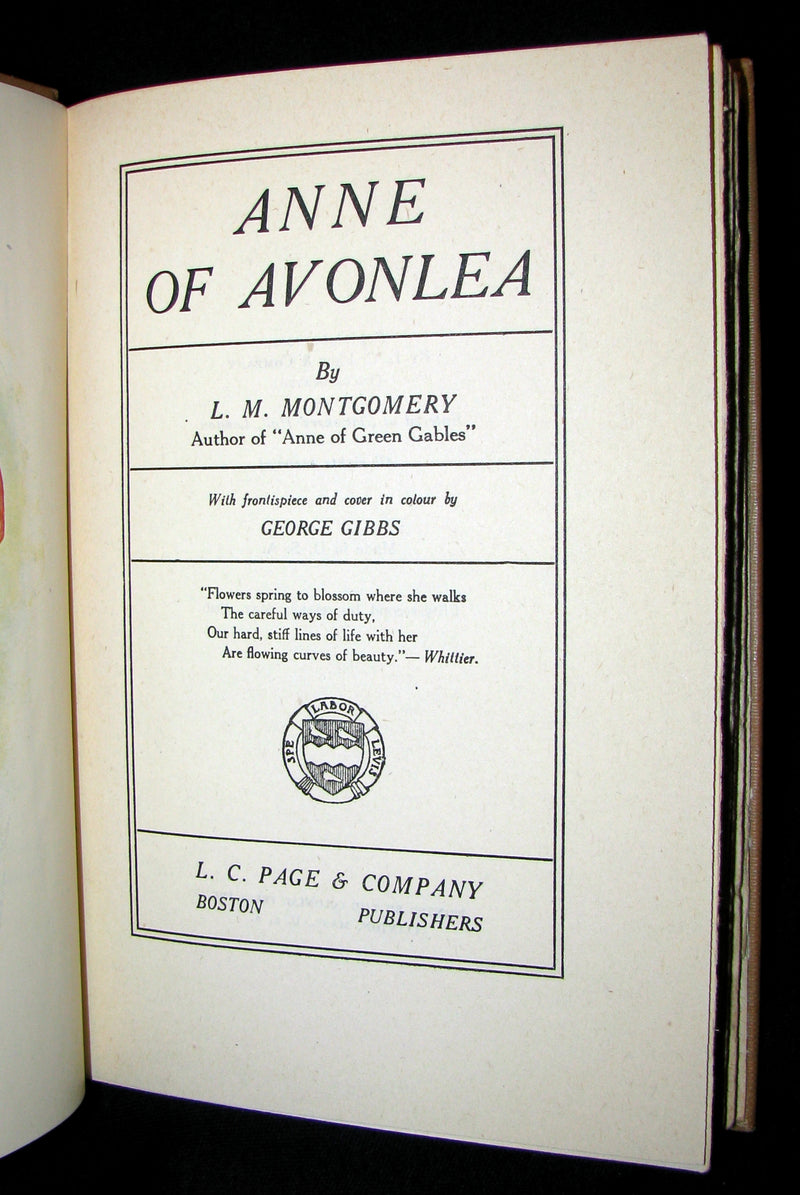 ANNE
OF AVONLEA
By
L. M. MONTGOMERY
Author of "Anne of Green Gables"
With frontispiece and cover in colour by
GEORGE GIBBS
"Flowers spring to blossom where she walks
The careful ways of duty,
Our hard, stiff lines of life with her
Are flowing curves of beauty."— Whittier.
SPE LABOR LEVIS
L. C. PAGE & COMPANY
BOSTON PUBLISHERS